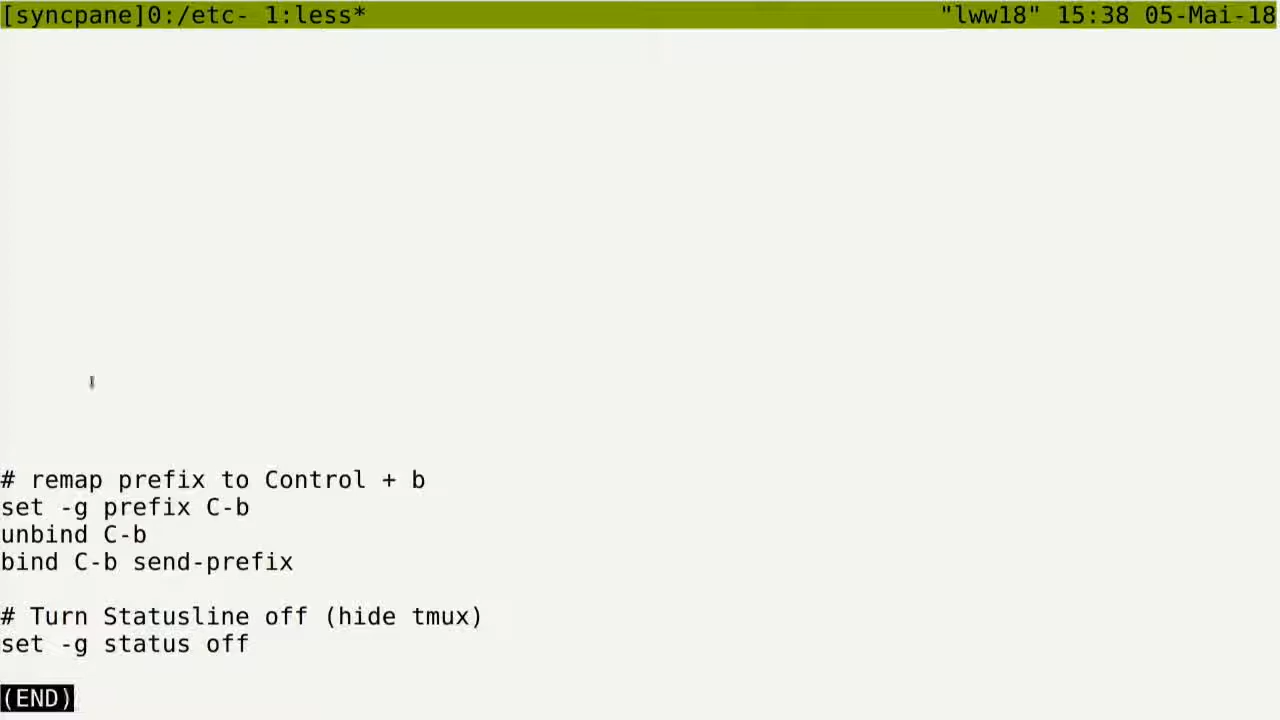 [syncpane]0:/etc- 1:less* "lww18" 15:38 05-Mai-18
# remap prefix to Control + b
set -g prefix C-b
unbind C-b
bind C-b send-prefix
# Turn Statusline off (hide tmux)
set -g status off
(END)